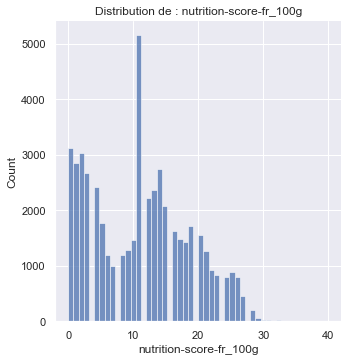 Distribution de : nutrition-score-fr_100g
5000
4000
3000
2000
1000
0
Count
0 10 20 30 40
nutrition-score-fr_100g